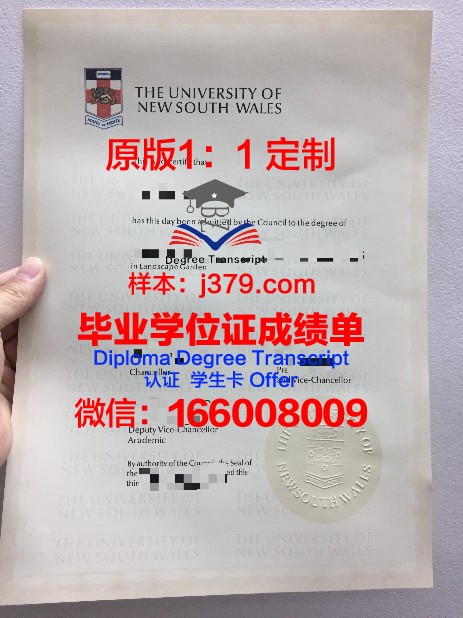 THE UNIVERSITY OF
NEW SOUTH WALES
原版1：1 定制
has this day been admitted by the Council to the degree of
Degree Transcript
in Landscape Garden
样本：j379.com
毕业学位证成绩单
Diploma Degree Transcript
Chancellor
Vice-Chancellor
认证 学生卡 Offer
微信：166008009
Deputy Vice-Chancellor
Academic
By authority of the Council, the Seal of
the
this
THE UNIVERSITY OF
NEW SOUTH WALES